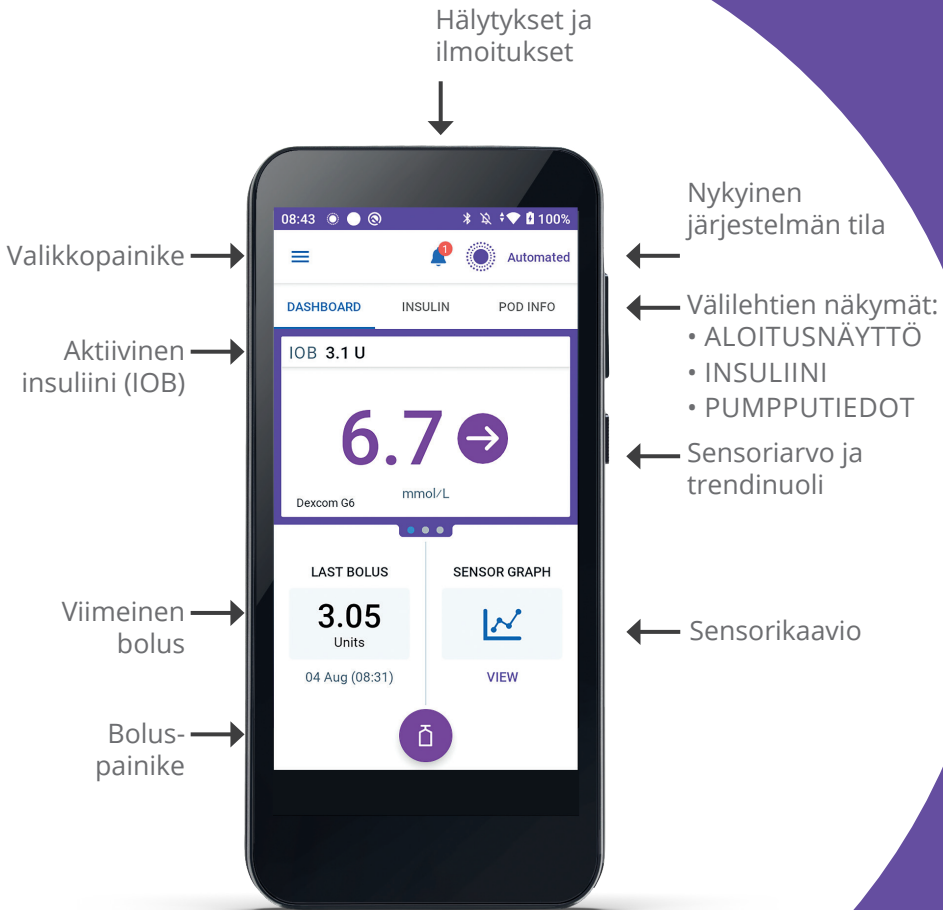 Hälytykset ja
ilmoitukset
Valikkopainike
Aktiivinen
insuliini (IOB)
Viimeinen
bolus
Bolus-
painike
08:43
100%
1
Automated
DASHBOARD INSULIN POD INFO
IOB 3.1 U
6.7
mmol/L
Dexcom G6
LAST BOLUS
3.05
Units
04 Aug (08:31)
SENSOR GRAPH
VIEW
Nykyinen
järjestelmän tila
Välilehtien näkymät:
• ALOITUSNÄYTTÖ
• INSULIINI
• PUMPPUTIEDOT
Sensoriarvo ja
trendinuoli
Sensorikaavio